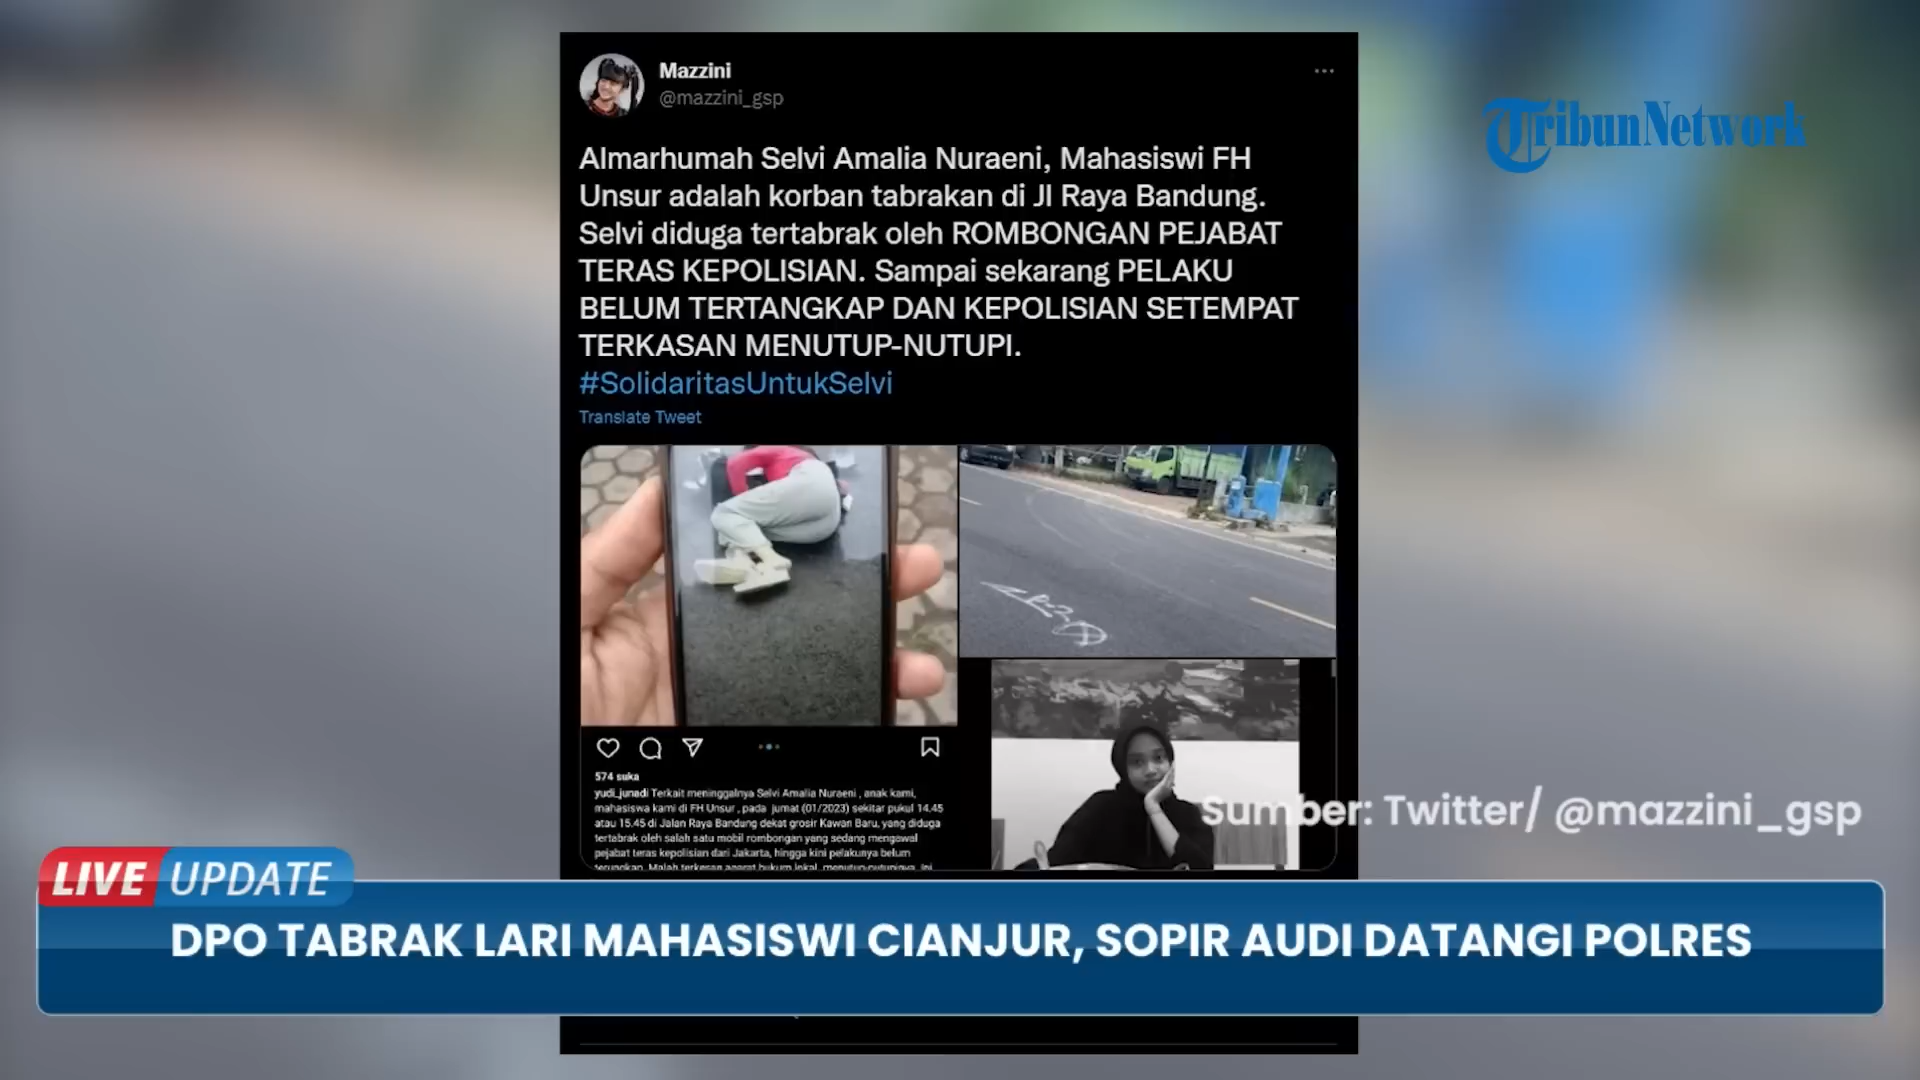 Mazzini
@mazzini_gsp
TribunNetwork
Almarhumah Selvi Amalia Nuraeni, Mahasiswi FH
Unsur adalah korban tabrakan di Jl Raya Bandung.
Selvi diduga tertabrak oleh ROMBONGAN PEJABAT
TERAS KEPOLISIAN. Sampai sekarang PELAKU
BELUM TERTANGKAP DAN KEPOLISIAN SETEMPAT
TERKASAN MENUTUP-NUTUPI.
#SolidaritasUntukSelvi
Translate Tweet
574 suka
yudi_junadi Terkait meninggalnya Selvi Amalia Nuraeni, anak kami,
mahasiswa kami di FH Unsur, pada jumat (01/2023) sekitar pukul 14.45
atau 15.45 di Jalan Raya Bandung dekat grosir Kawan Baru, yang diduga
tertabrak oleh salah satu mobil rombongan yang sedang mengawal
pejabat teras kepolisian dari Jakarta, hingga kini pelakunya belum
Sumber: Twitter/ @mazzini_gsp
LIVE UPDATE
DPO TABRAK LARI MAHASISWI CIANJUR, SOPIR AUDI DATANGI POLRES